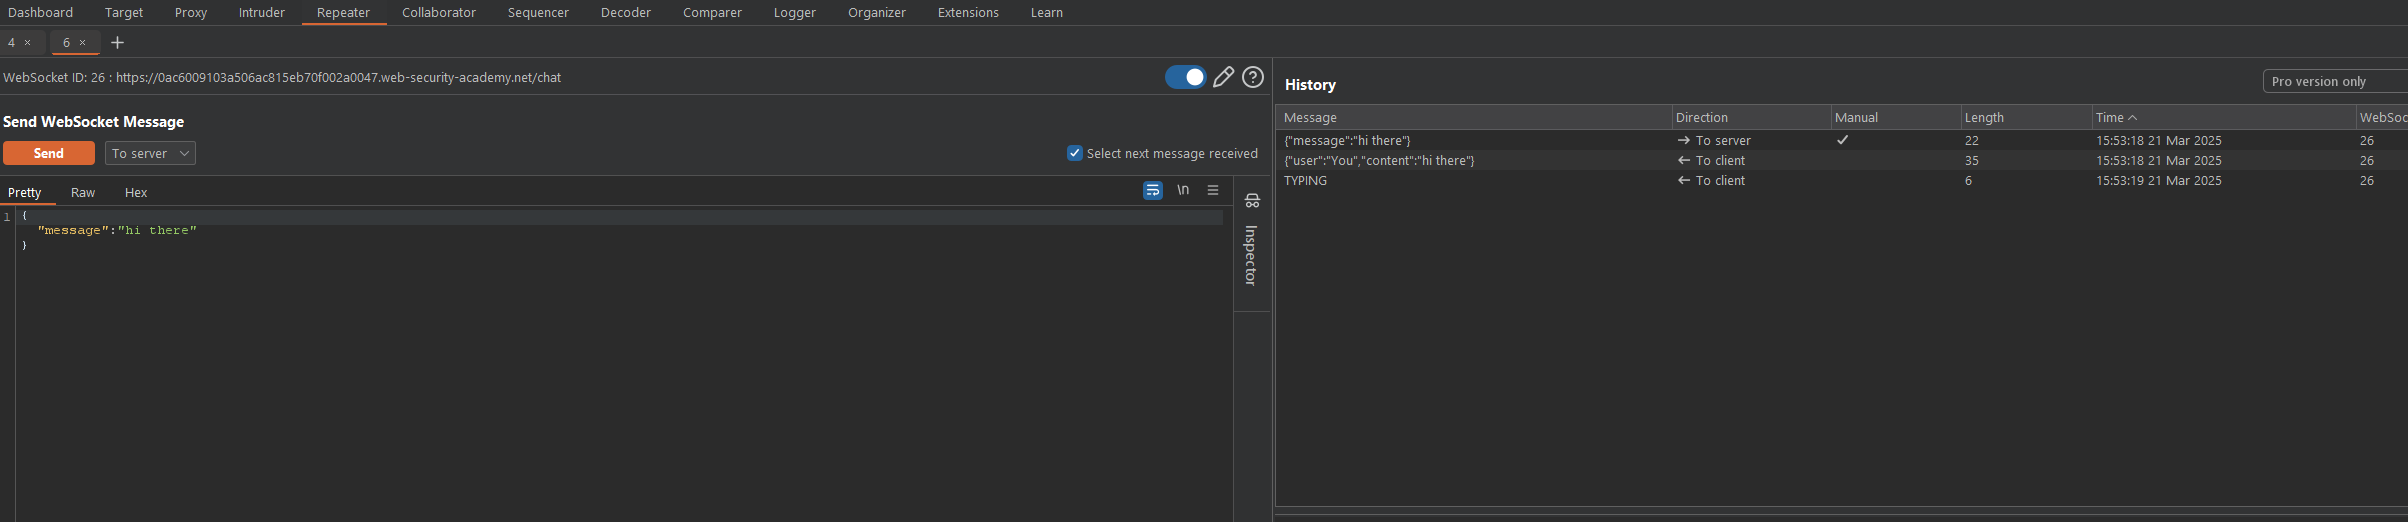 Dashboard Target Proxy Intruder Repeater Collaborator Sequencer Decoder Comparer Logger Organizer Extensions Learn
4 × 6 × +
WebSocket ID: 26 : https://0ac6009103a506ac815eb70f002a0047.web-security-academy.net/chat
Send WebSocket Message
Send To server Select next message received
Pretty Raw Hex \n
1 {
"message":"hi there"
}
Inspector
History Pro version only
Message Direction Manual Length Time WebSoc
{"message":"hi there"} → To server ✓ 22 15:53:18 21 Mar 2025 26
{"user":"You","content":"hi there"} ← To client 35 15:53:18 21 Mar 2025 26
TYPING ← To client 6 15:53:19 21 Mar 2025 26